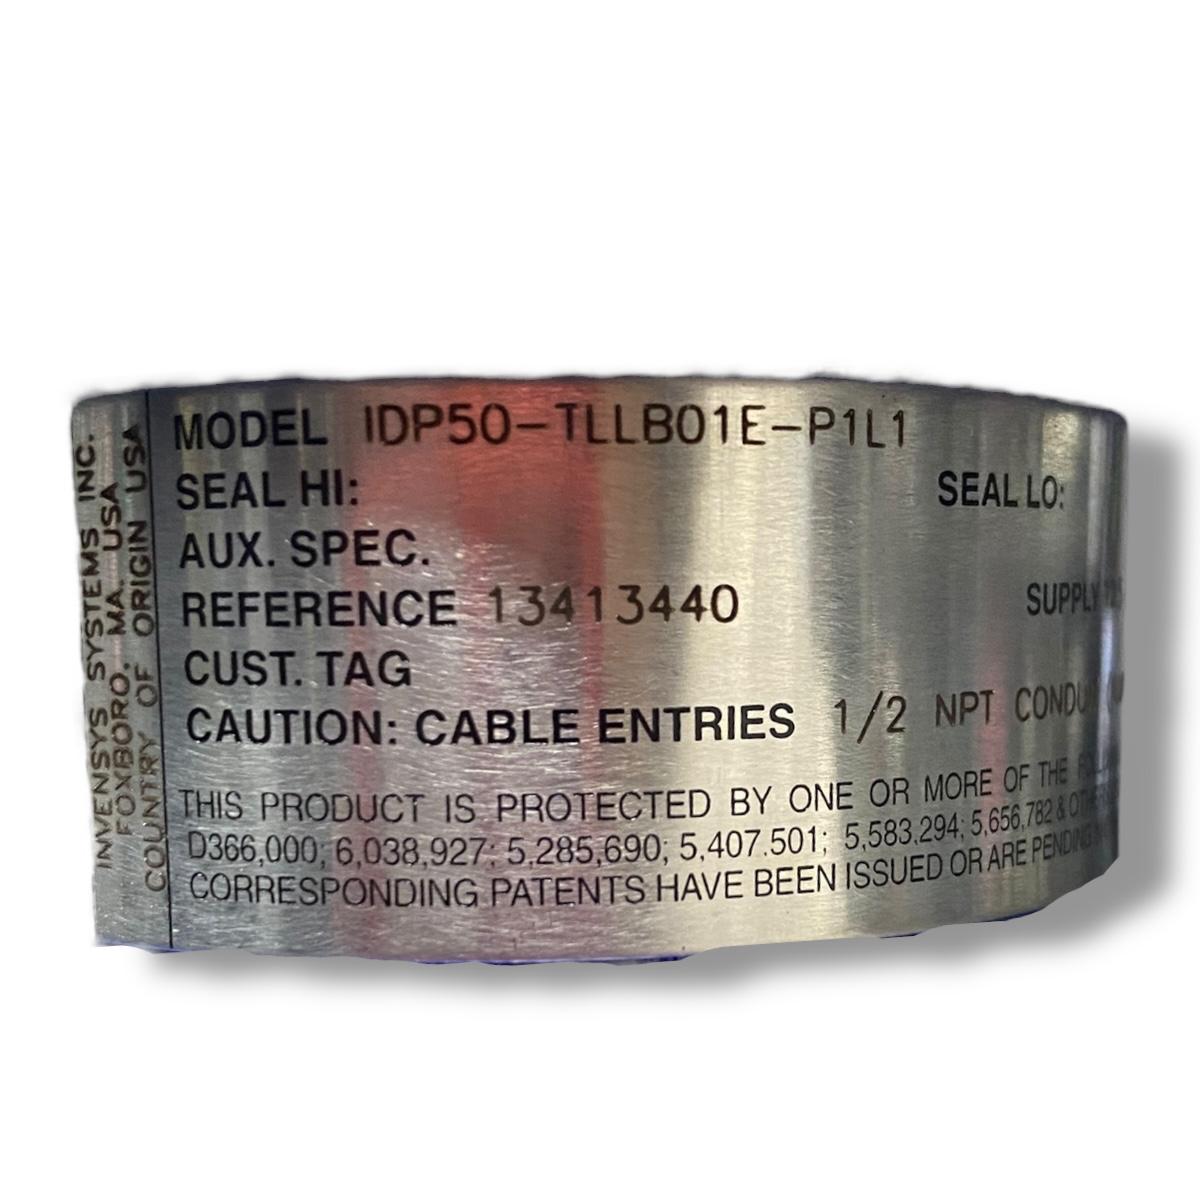 INVENSYS SYSTEMS INC.
FOXBORO, MA. USA
COUNTRY OF ORIGIN USA
MODEL IDP50-TLLB01E-P1L1
SEAL HI: SEAL LO:
AUX. SPEC.
REFERENCE 13413440 SUPPLY
CUST. TAG
CAUTION: CABLE ENTRIES 1/2 NPT
THIS PRODUCT IS PROTECTED BY ONE OR MORE OF THE
D366,000; 6,038,927; 5,285,690; 5,407.501; 5,583,294; 5,656,782 &
CORRESPONDING PATENTS HAVE BEEN ISSUED OR ARE PENDING